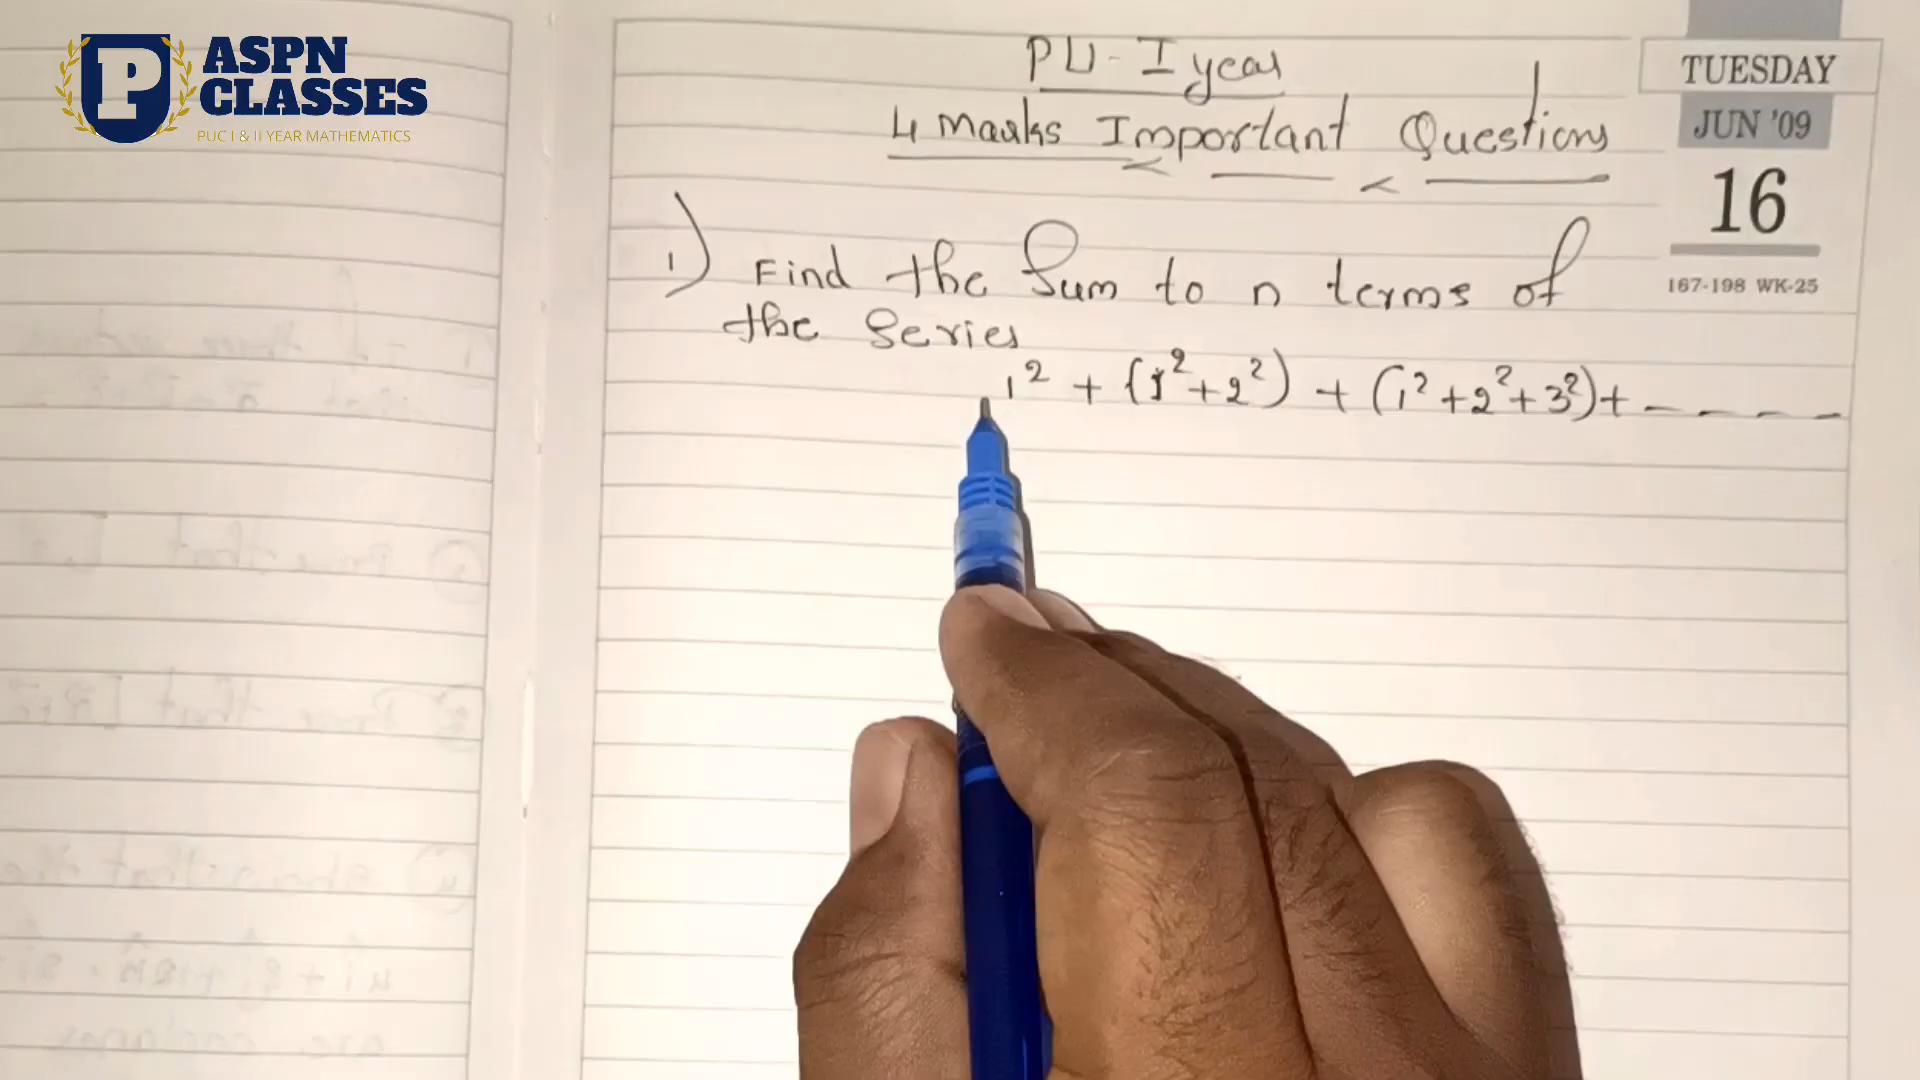 P
ASPN
CLASSES
PUC I & II YEAR MATHEMATICS
PU-I year
4 Marks Important Questions
TUESDAY
JUN '09
16
167-198 WK-25
1) Find the Sum to n terms of
the Series
1² + (1² + 2²) + (1² + 2² + 3²) + - - - -